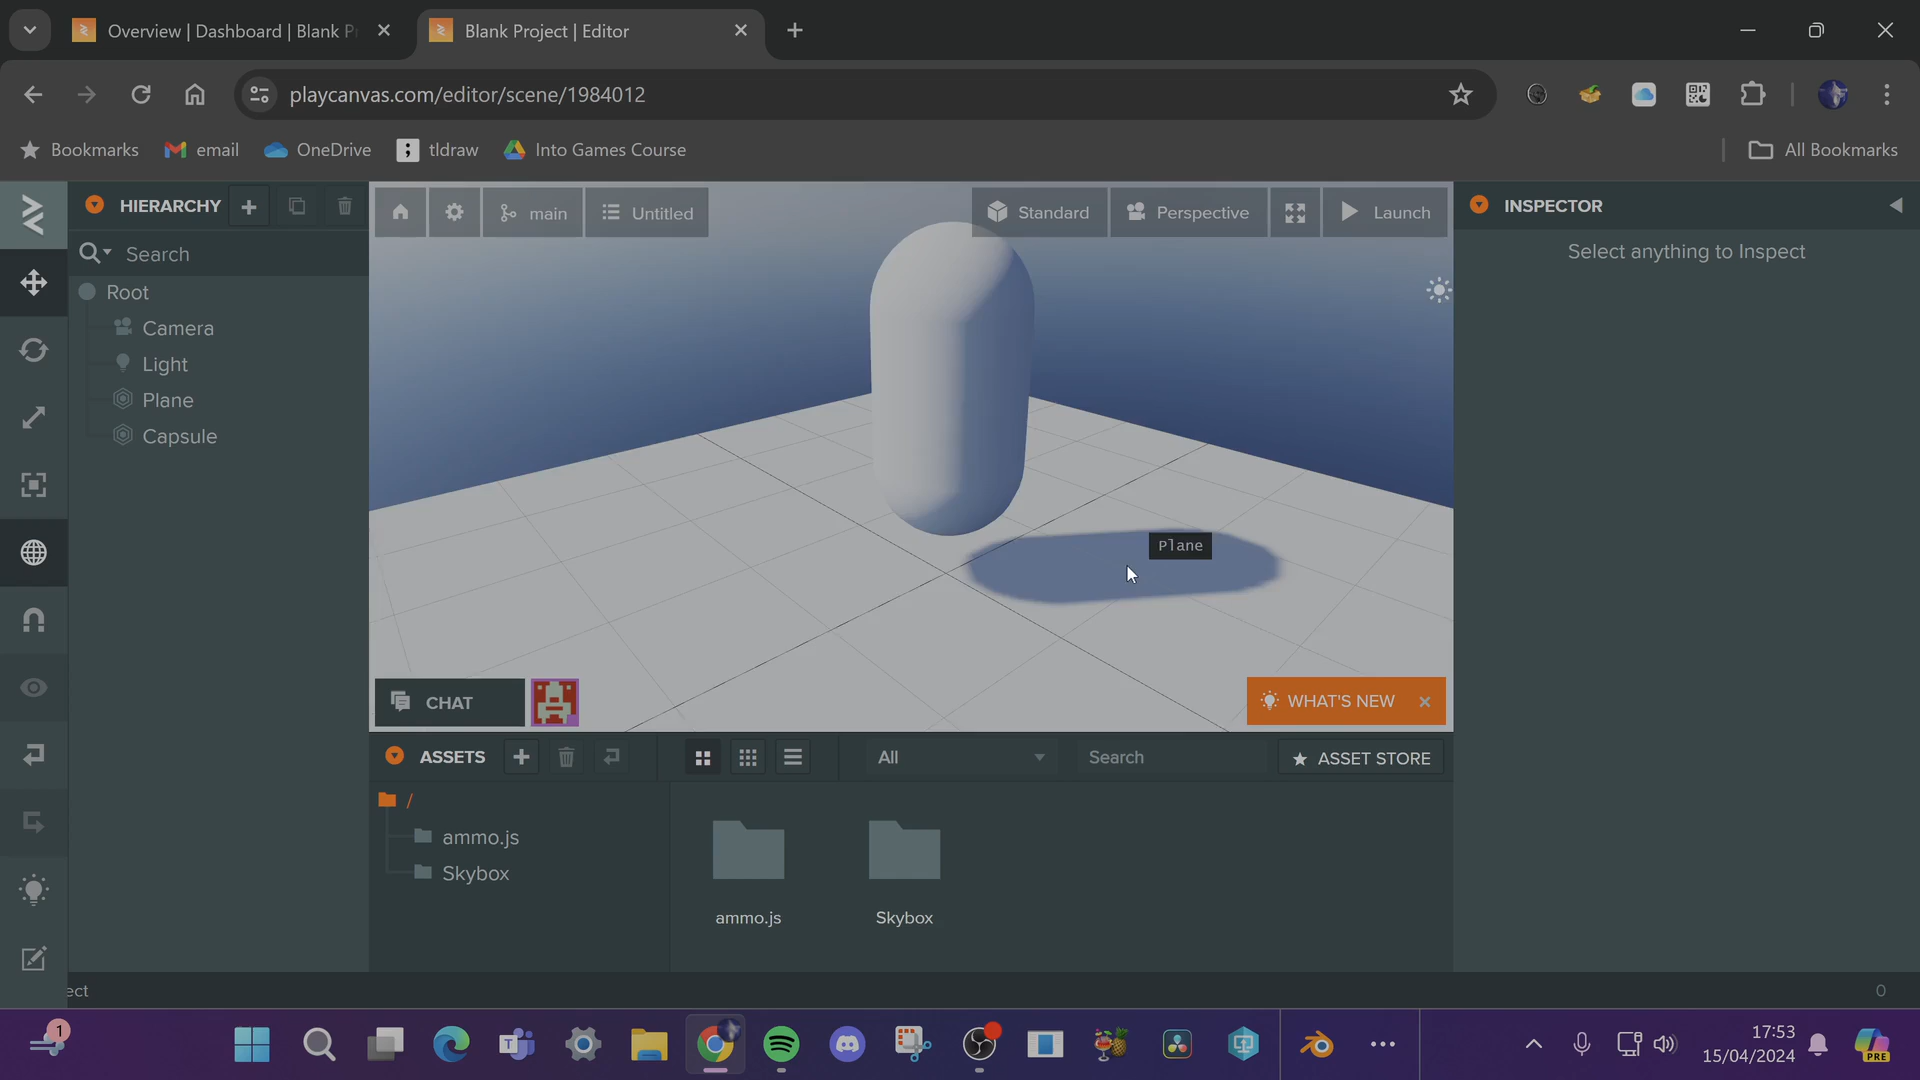 Overview | Dashboard | Blank P
Blank Project | Editor
playcanvas.com/editor/scene/1984012
Bookmarks
email
OneDrive
tldraw
Into Games Course
All Bookmarks
HIERARCHY
main
Untitled
Standard
Perspective
Launch
INSPECTOR
Search
Select anything to Inspect
Root
Camera
Light
Plane
Capsule
Plane
CHAT
WHAT'S NEW
ASSETS
All
Search
ASSET STORE
/
ammo.js
Skybox
ammo.js
Skybox
ect
0
1
17:53
15/04/2024
PRE